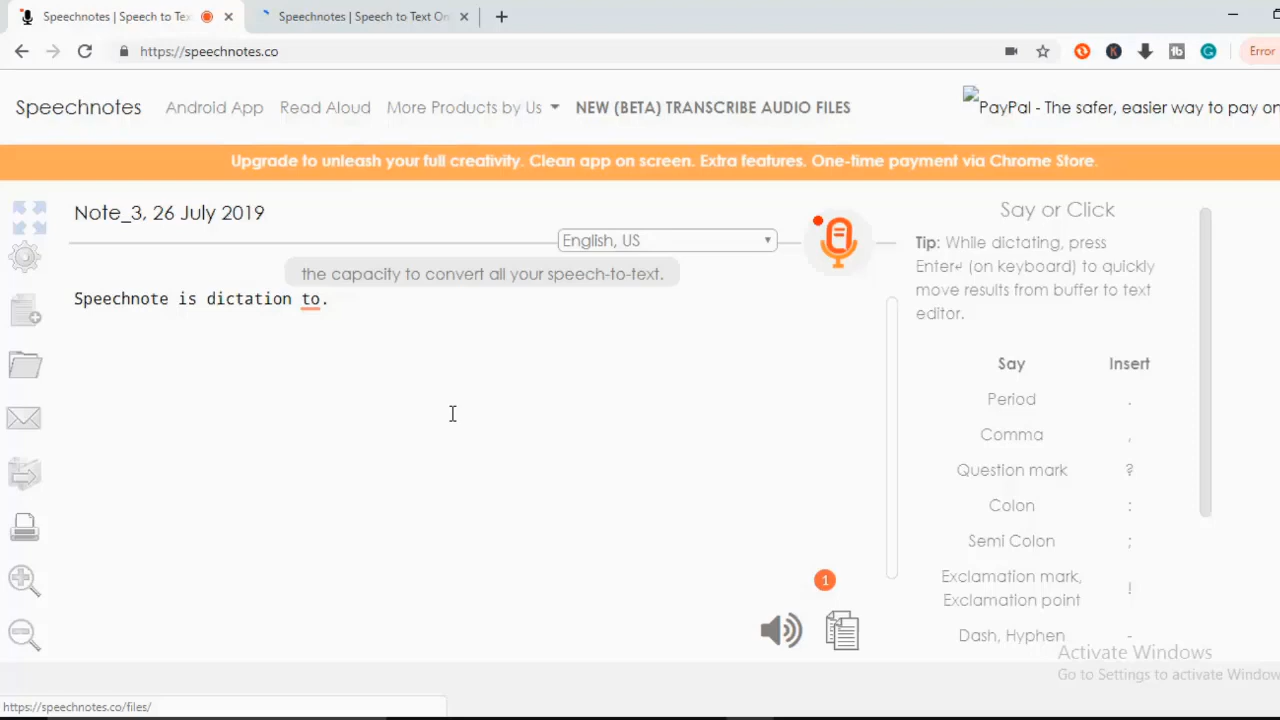 Speechnotes | Speech to Tex
Speechnotes | Speech to Text On
https://speechnotes.co
Error
Speechnotes Android App Read Aloud More Products by Us NEW (BETA) TRANSCRIBE AUDIO FILES
PayPal - The safer, easier way to pay on
Upgrade to unleash your full creativity. Clean app on screen. Extra features. One-time payment via Chrome Store.
Note_3, 26 July 2019
English, US
the capacity to convert all your speech-to-text.
Speechnote is dictation to.
1
Say or Click
Tip: While dictating, press
Enter↵ (on keyboard) to quickly
move results from buffer to text
editor.
Say Insert
Period .
Comma ,
Question mark ?
Colon :
Semi Colon ;
Exclamation mark,
Exclamation point !
Dash, Hyphen -
Activate Windows
Go to Settings to activate Window
https://speechnotes.co/files/